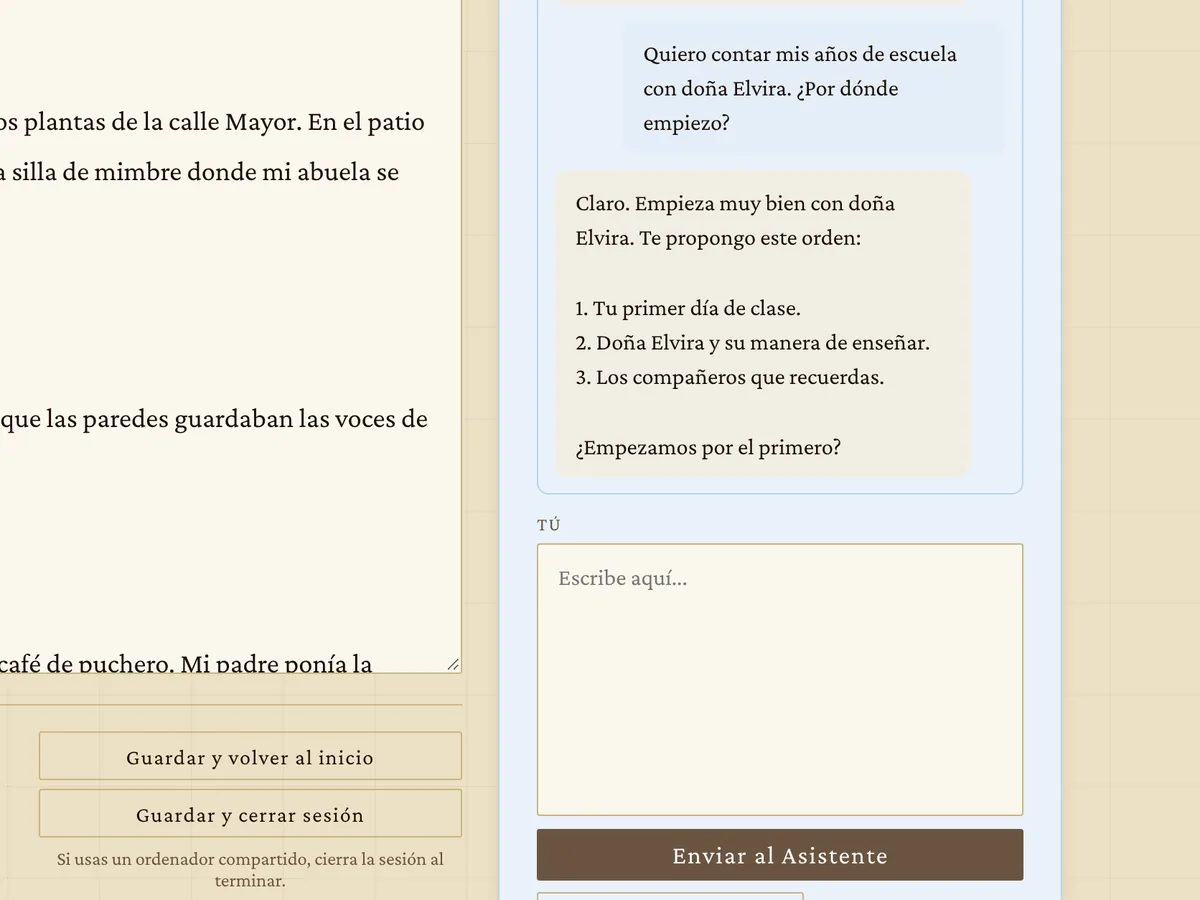 os plantas de la calle Mayor. En el patio
a silla de mimbre donde mi abuela se
que las paredes guardaban las voces de
café de puchero. Mi padre ponía la
Guardar y volver al inicio
Guardar y cerrar sesión
Si usas un ordenador compartido, cierra la sesión al
terminar.
Quiero contar mis años de escuela
con doña Elvira. ¿Por dónde
empiezo?
Claro. Empieza muy bien con doña
Elvira. Te propongo este orden:
1. Tu primer día de clase.
2. Doña Elvira y su manera de enseñar.
3. Los compañeros que recuerdas.
¿Empezamos por el primero?
TÚ
Escribe aquí...
Enviar al Asistente